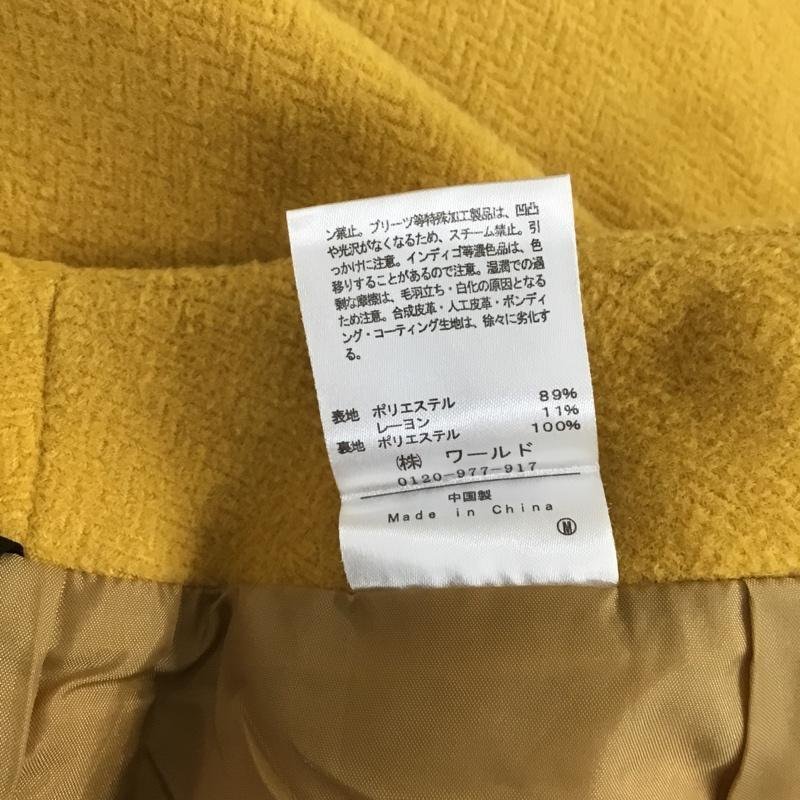 ン禁止。プリーツ等特殊加工製品は、凹凸
や光沢がなくなるため、スチーム禁止。引
っかけに注意。インディゴ等濃色品は、色
移りすることがあるので注意。湿潤での過
剰な摩擦は、毛羽立ち・白化の原因となる
ため注意。合成皮革・人工皮革・ボンディ
ング・コーティング生地は、徐々に劣化す
る。
表地 ポリエステル 89%
レーヨン 11%
裏地 ポリエステル 100%
㈱ ワールド
0120-977-917
中国製
Made in China
Ⓜ